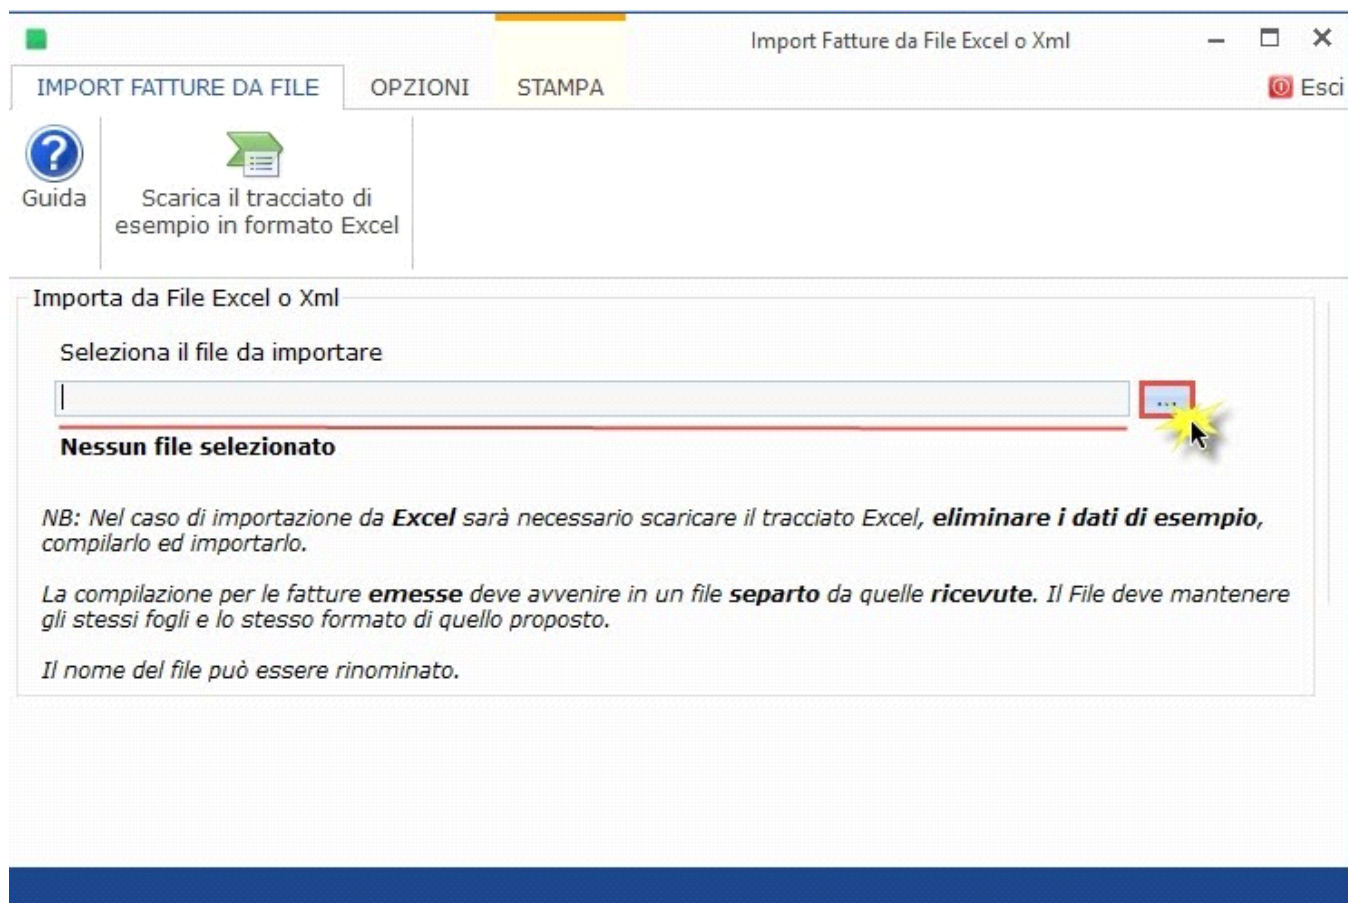 Import Fatture da File Excel o Xml
IMPORT FATTURE DA FILE OPZIONI STAMPA Esci
Guida
Scarica il tracciato di
esempio in formato Excel
Importa da File Excel o Xml
Seleziona il file da importare
...
Nessun file selezionato
NB: Nel caso di importazione da Excel sarà necessario scaricare il tracciato Excel, eliminare i dati di esempio,
compilarlo ed importarlo.
La compilazione per le fatture emesse deve avvenire in un file separto da quelle ricevute. Il File deve mantenere
gli stessi fogli e lo stesso formato di quello proposto.
Il nome del file può essere rinominato.